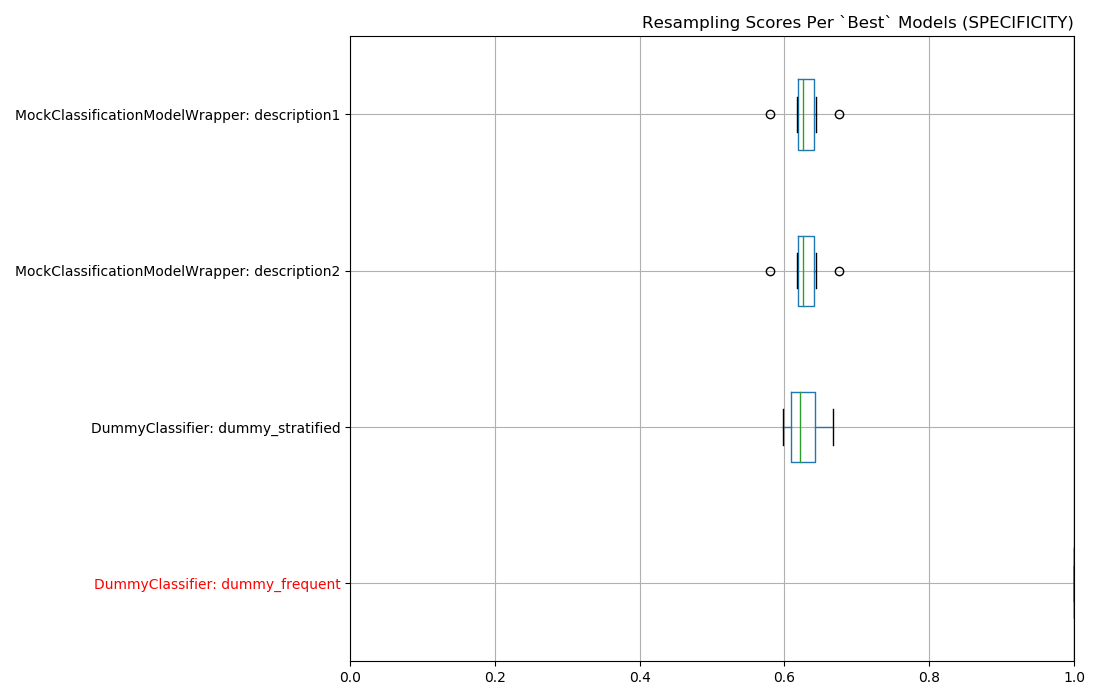 Resampling Scores Per `Best` Models (SPECIFICITY)
MockClassificationModelWrapper: description1
MockClassificationModelWrapper: description2
DummyClassifier: dummy_stratified
DummyClassifier: dummy_frequent
0.0 0.2 0.4 0.6 0.8 1.0